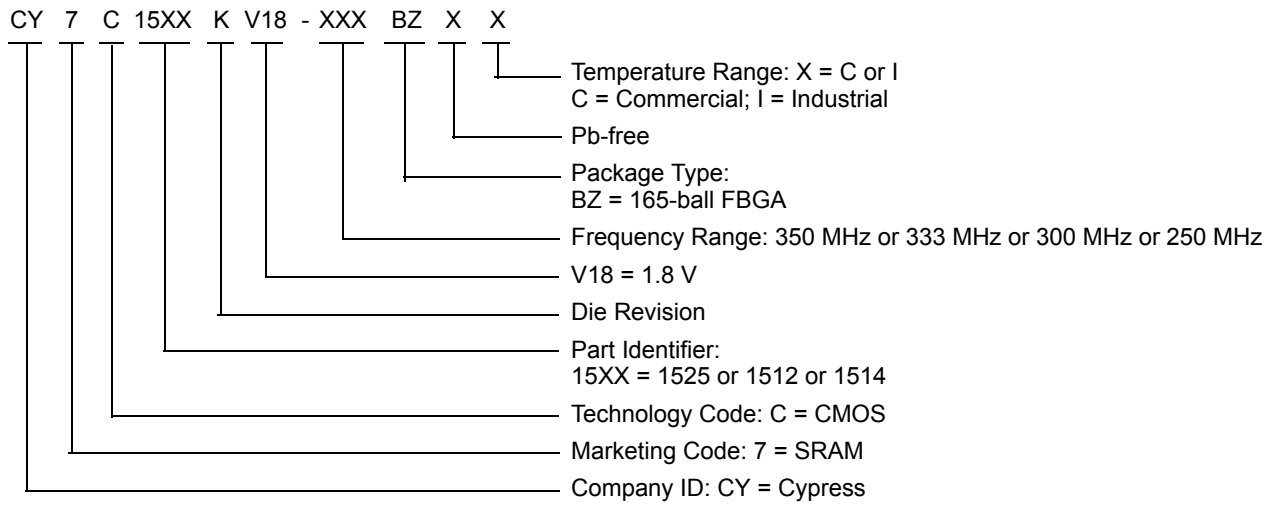 CY 7 C 15XX K V18 - XXX BZ X X
Temperature Range: X = C or I
C = Commercial; I = Industrial
Pb-free
Package Type:
BZ = 165-ball FBGA
Frequency Range: 350 MHz or 333 MHz or 300 MHz or 250 MHz
V18 = 1.8 V
Die Revision
Part Identifier:
15XX = 1525 or 1512 or 1514
Technology Code: C = CMOS
Marketing Code: 7 = SRAM
Company ID: CY = Cypress